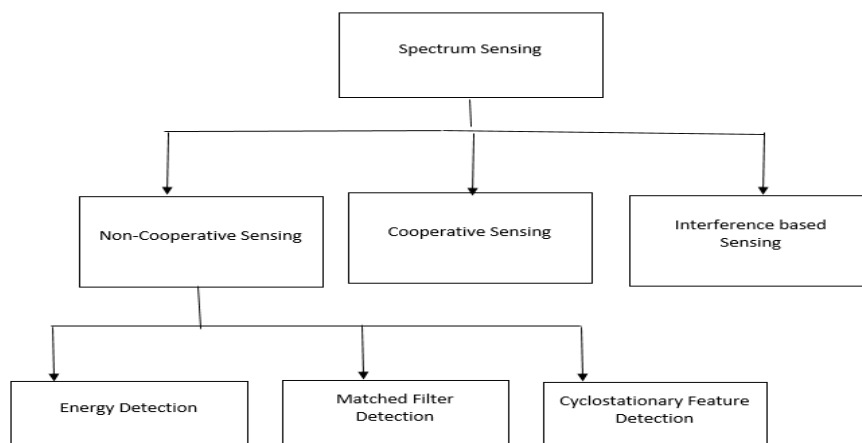 Spectrum Sensing
Non-Cooperative Sensing
Cooperative Sensing
Interference based
Sensing
Energy Detection
Matched Filter
Detection
Cyclostationary Feature
Detection